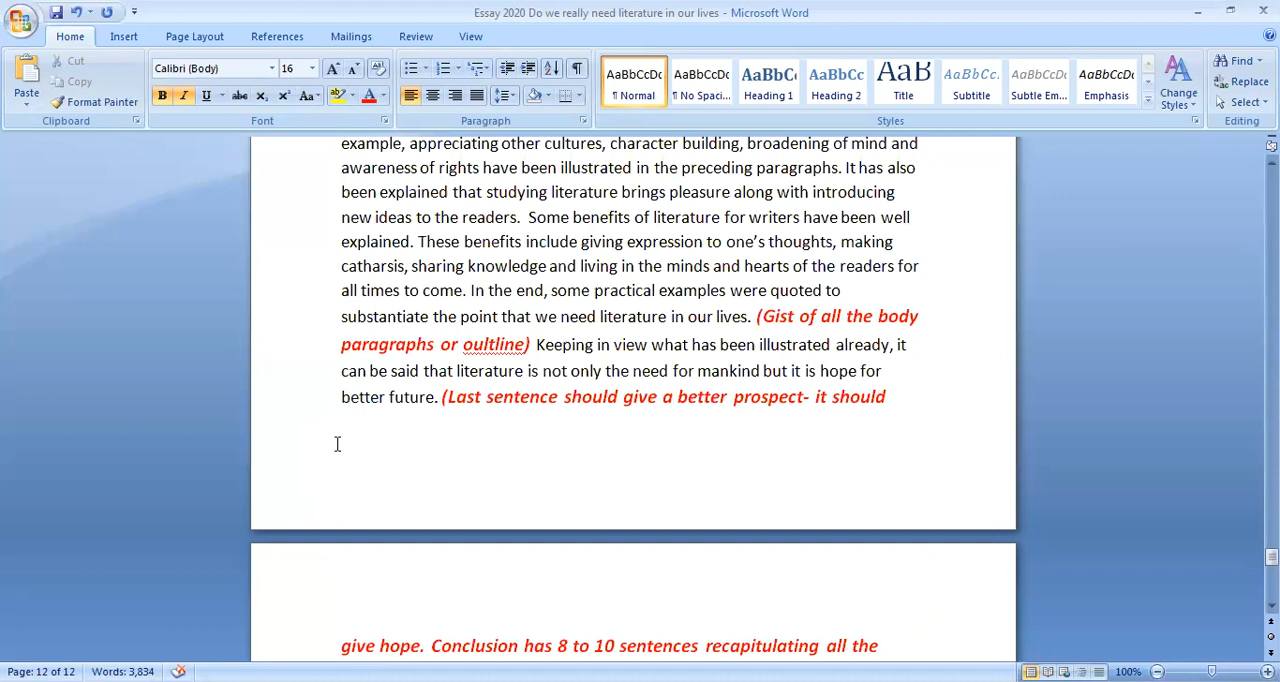 Essay 2020 Do we really need literature in our lives - Microsoft Word
Home Insert Page Layout References Mailings Review View
Cut
Copy
Paste
Format Painter
Clipboard
Calibri (Body) 16
Font
Paragraph
AaBbCcDc AaBbCcDc AaBbC AaBbCc AaB AaBbCc. AaBbCcDc AaBbCcDc
¶ Normal ¶ No Spaci... Heading 1 Heading 2 Title Subtitle Subtle Em... Emphasis
Change
Styles
Styles
Find
Replace
Select
Editing
example, appreciating other cultures, character building, broadening of mind and
awareness of rights have been illustrated in the preceding paragraphs. It has also
been explained that studying literature brings pleasure along with introducing
new ideas to the readers. Some benefits of literature for writers have been well
explained. These benefits include giving expression to one's thoughts, making
catharsis, sharing knowledge and living in the minds and hearts of the readers for
all times to come. In the end, some practical examples were quoted to
substantiate the point that we need literature in our lives. (Gist of all the body
paragraphs or oultline) Keeping in view what has been illustrated already, it
can be said that literature is not only the need for mankind but it is hope for
better future. (Last sentence should give a better prospect- it should
give hope. Conclusion has 8 to 10 sentences recapitulating all the
Page: 12 of 12 Words: 3,834 100%